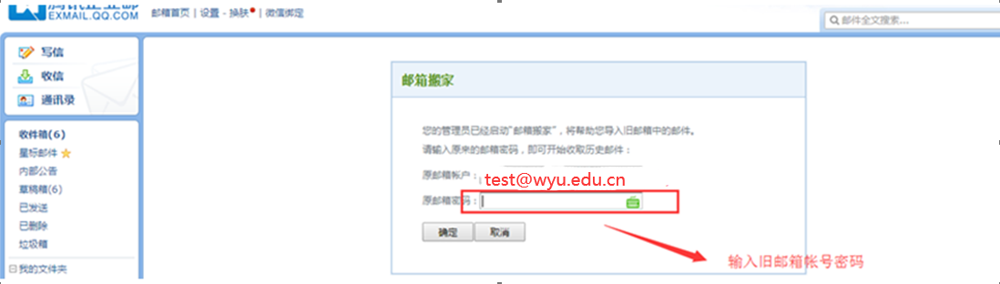 腾讯企业邮
EXMAIL.QQ.COM
邮箱首页 | 设置 - 换肤 | 微信绑定
邮件全文搜索...
写信
收信
通讯录
收件箱(6)
星标邮件
内部公告
草稿箱(6)
已发送
已删除
垃圾箱
我的文件夹
邮箱搬家
您的管理员已经启动"邮箱搬家"，将帮助您导入旧邮箱中的邮件。
请输入原来的邮箱密码，即可开始收取历史邮件：
原邮箱帐户：test@wyu.edu.cn
原邮箱密码：
确定 取消
输入旧邮箱帐号密码